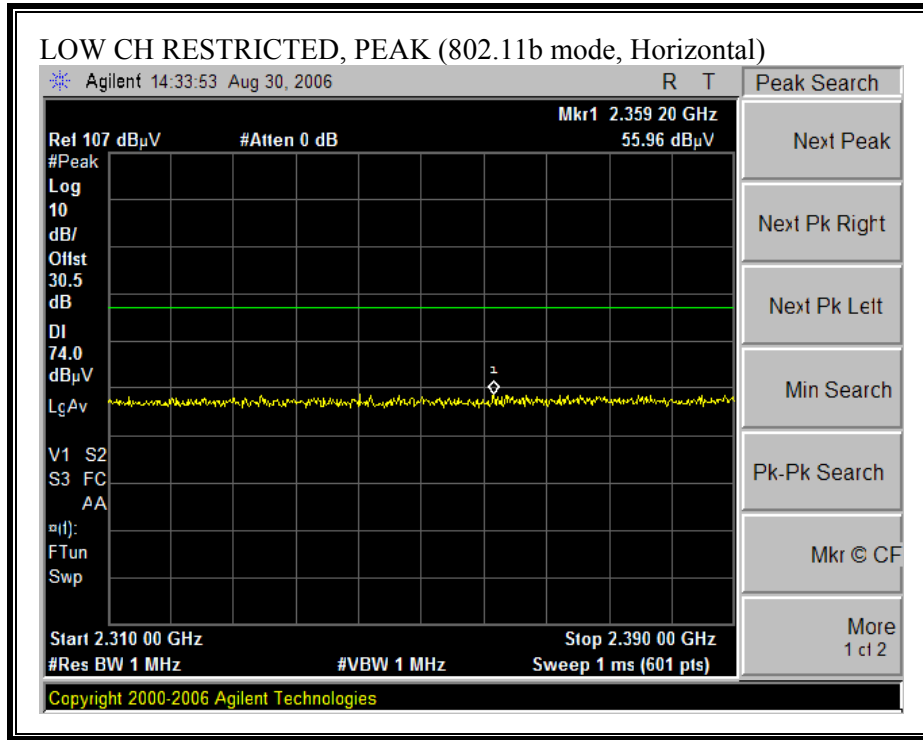 LOW CH RESTRICTED, PEAK (802.11b mode, Horizontal)
Agilent 14:33:53 Aug 30, 2006 R T
Peak Search
Mkr1 2.359 20 GHz
Ref 107 dBµV #Atten 0 dB 55.96 dBµV
#Peak
Log
10
dB/
Offst
30.5
dB
DI
74.0
dBµV
LgAv
1
V1 S2
S3 FC
AA
¤(f):
FTun
Swp
Start 2.310 00 GHz Stop 2.390 00 GHz
#Res BW 1 MHz #VBW 1 MHz Sweep 1 ms (601 pts)
Copyright 2000-2006 Agilent Technologies
Next Peak
Next Pk Right
Next Pk Left
Min Search
Pk-Pk Search
Mkr © CF
More
1 of 2